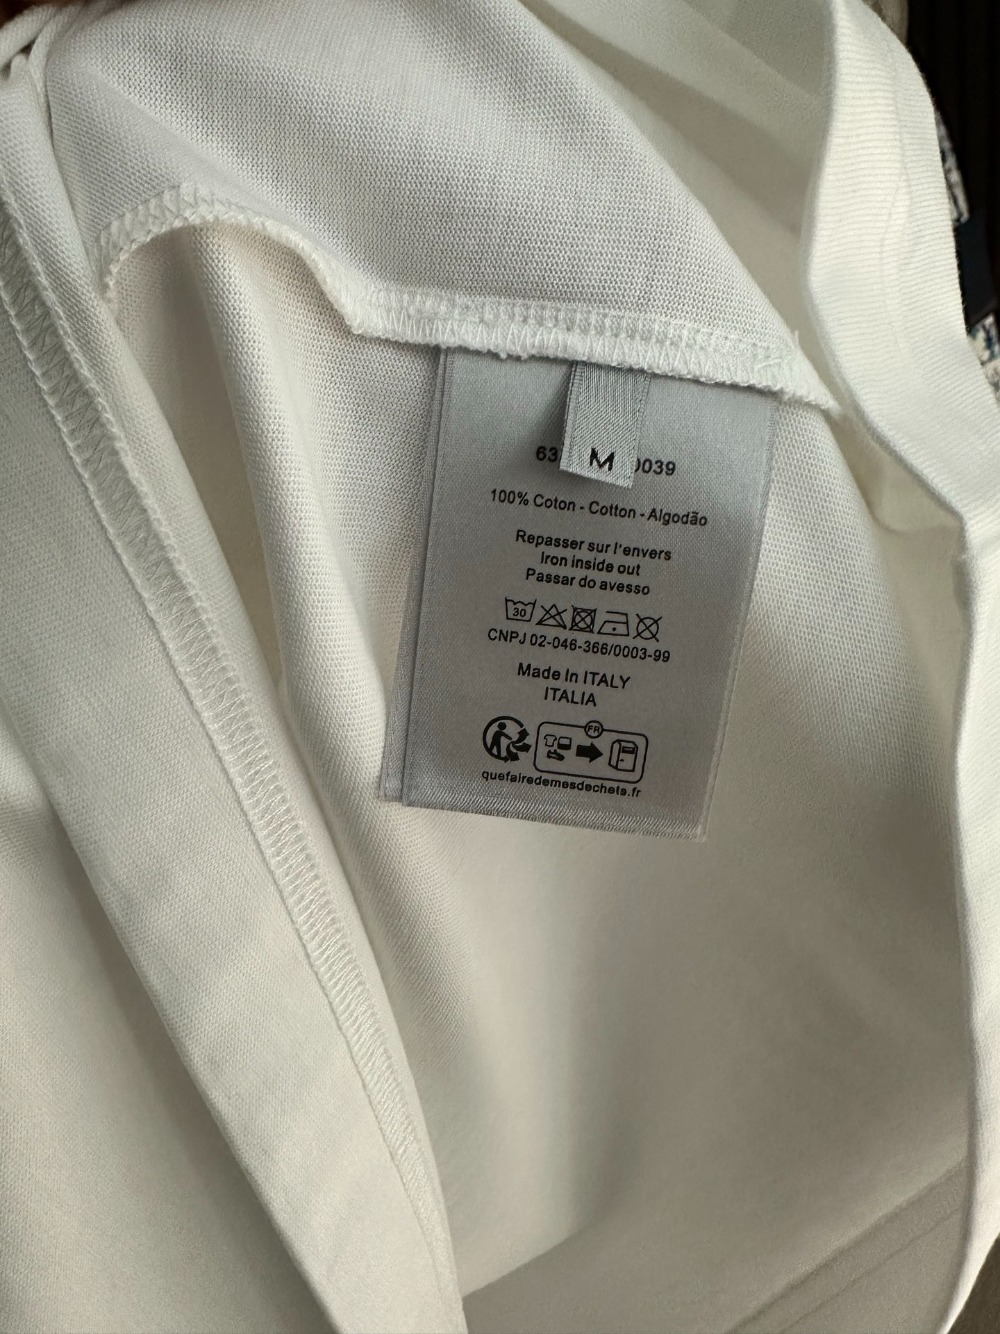 63 0039
M
100% Coton - Cotton - Algodão
Repasser sur l'envers
Iron inside out
Passar do avesso
30
CNPJ 02-046-366/0003-99
Made In ITALY
ITALIA
FR
quefairedemesdechets.fr